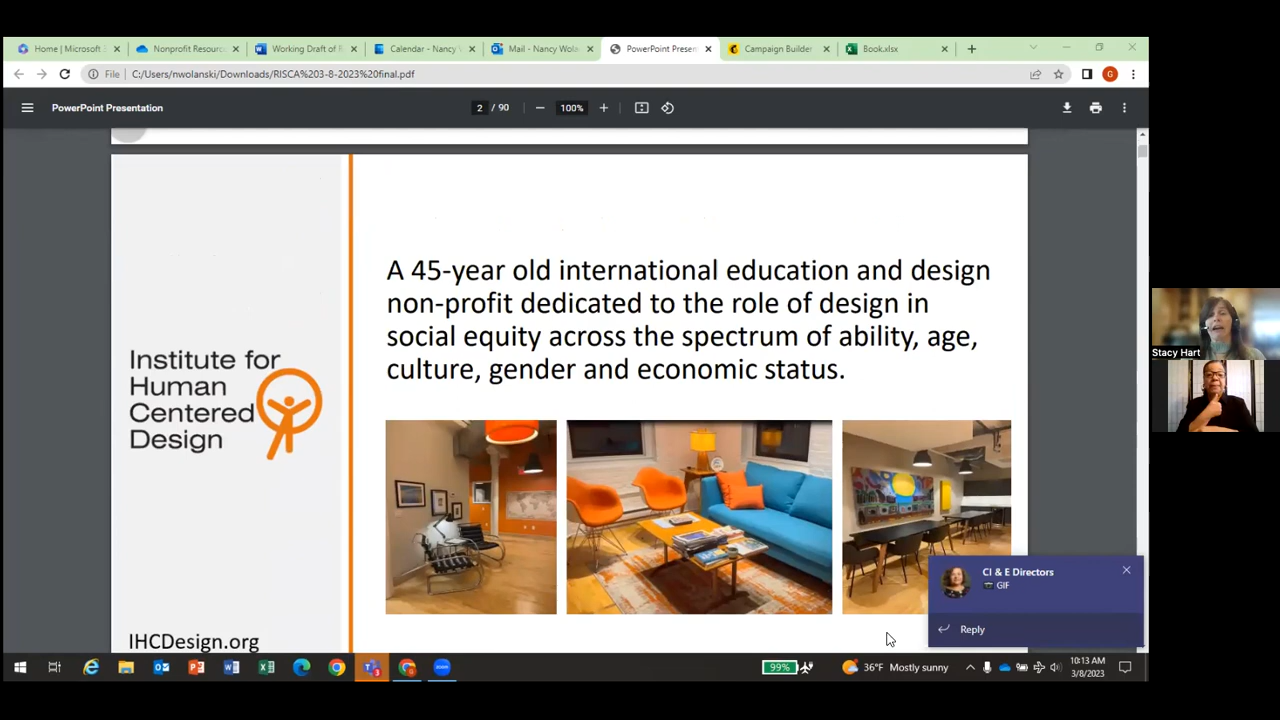 Home | Microsoft
Nonprofit Resourc
Working Draft of R
Calendar - Nancy
Mail - Nancy Wola
PowerPoint Presen
Campaign Builder
Book.xlsx
File
C:/Users/nwolanski/Downloads/RISCA%203-8-2023%20final.pdf
PowerPoint Presentation
2 / 90
100%
A 45-year old international education and design
non-profit dedicated to the role of design in
social equity across the spectrum of ability, age,
culture, gender and economic status.
Institute for
Human
Centered
Design
IHCDesign.org
Stacy Hart
CI & E Directors
GIF
Reply
99%
36°F Mostly sunny
10:13 AM
3/8/2023